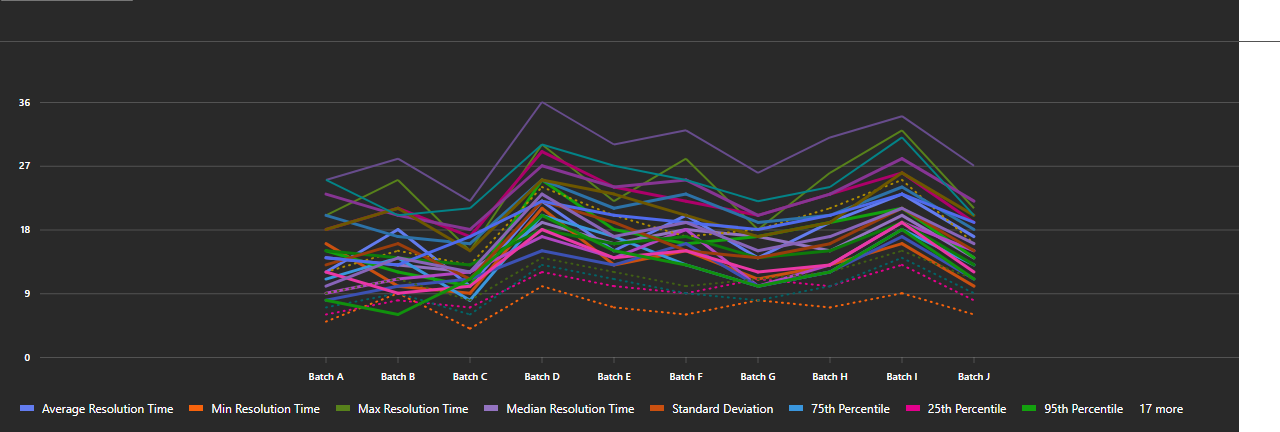 36
27
18
9
0
Batch A Batch B Batch C Batch D Batch E Batch F Batch G Batch H Batch I Batch J
Average Resolution Time Min Resolution Time Max Resolution Time Median Resolution Time Standard Deviation 75th Percentile 25th Percentile 95th Percentile 17 more